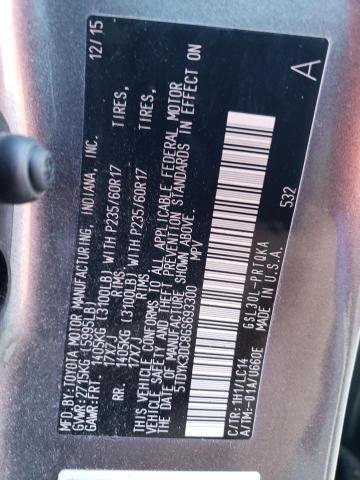 MFD. BY: TOYOTA MOTOR MANUFACTURING, INDIANA, INC. 12/15
GVWR: 2715KG (5985LB)
GAWR: FRT. 1405KG (3100LB) WITH P235/60R17 TIRES,
17X7J RIMS,
RR. 1405KG (3100LB) WITH P235/60R17 TIRES,
17X7J RIMS,
THIS VEHICLE CONFORMS TO ALL APPLICABLE FEDERAL MOTOR
VEHICLE SAFETY AND THEFT PREVENTION STANDARDS IN EFFECT ON
THE DATE OF MANUFACTURE SHOWN ABOVE.
5TDYK3DC8GS693300 MPV
A
532
C/TR: 1H1/LC14 GSL30L-PRTQKA
A/TM:-01A/U660E MADE IN U.S.A.